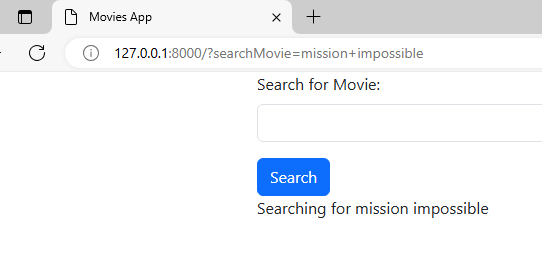 Movies App
127.0.0.1:8000/?searchMovie=mission+impossible
Search for Movie:
Search
Searching for mission impossible